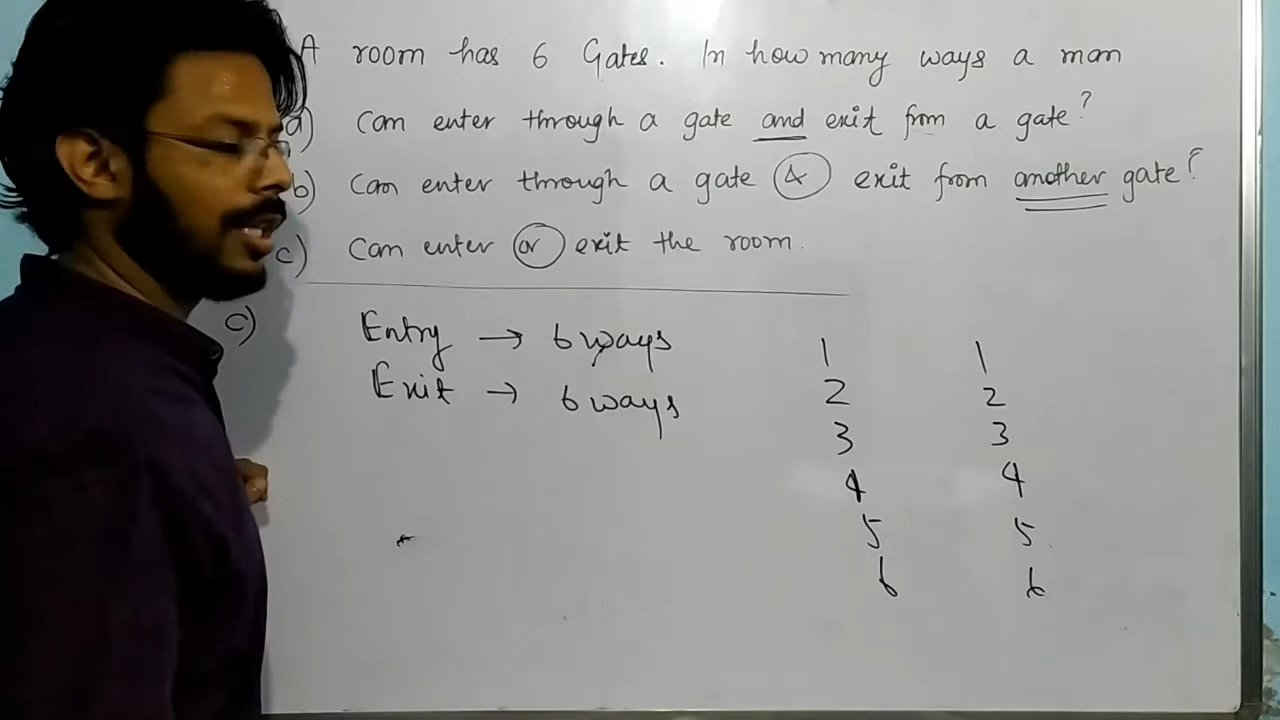 A room has 6 Gates. In how many ways a man
a) Can enter through a gate and exit from a gate?
b) Can enter through a gate & exit from another gate?
c) Can enter or exit the room.
c) Entry → 6 ways
Exit → 6 ways
1 1
2 2
3 3
4 4
5 5
6 6